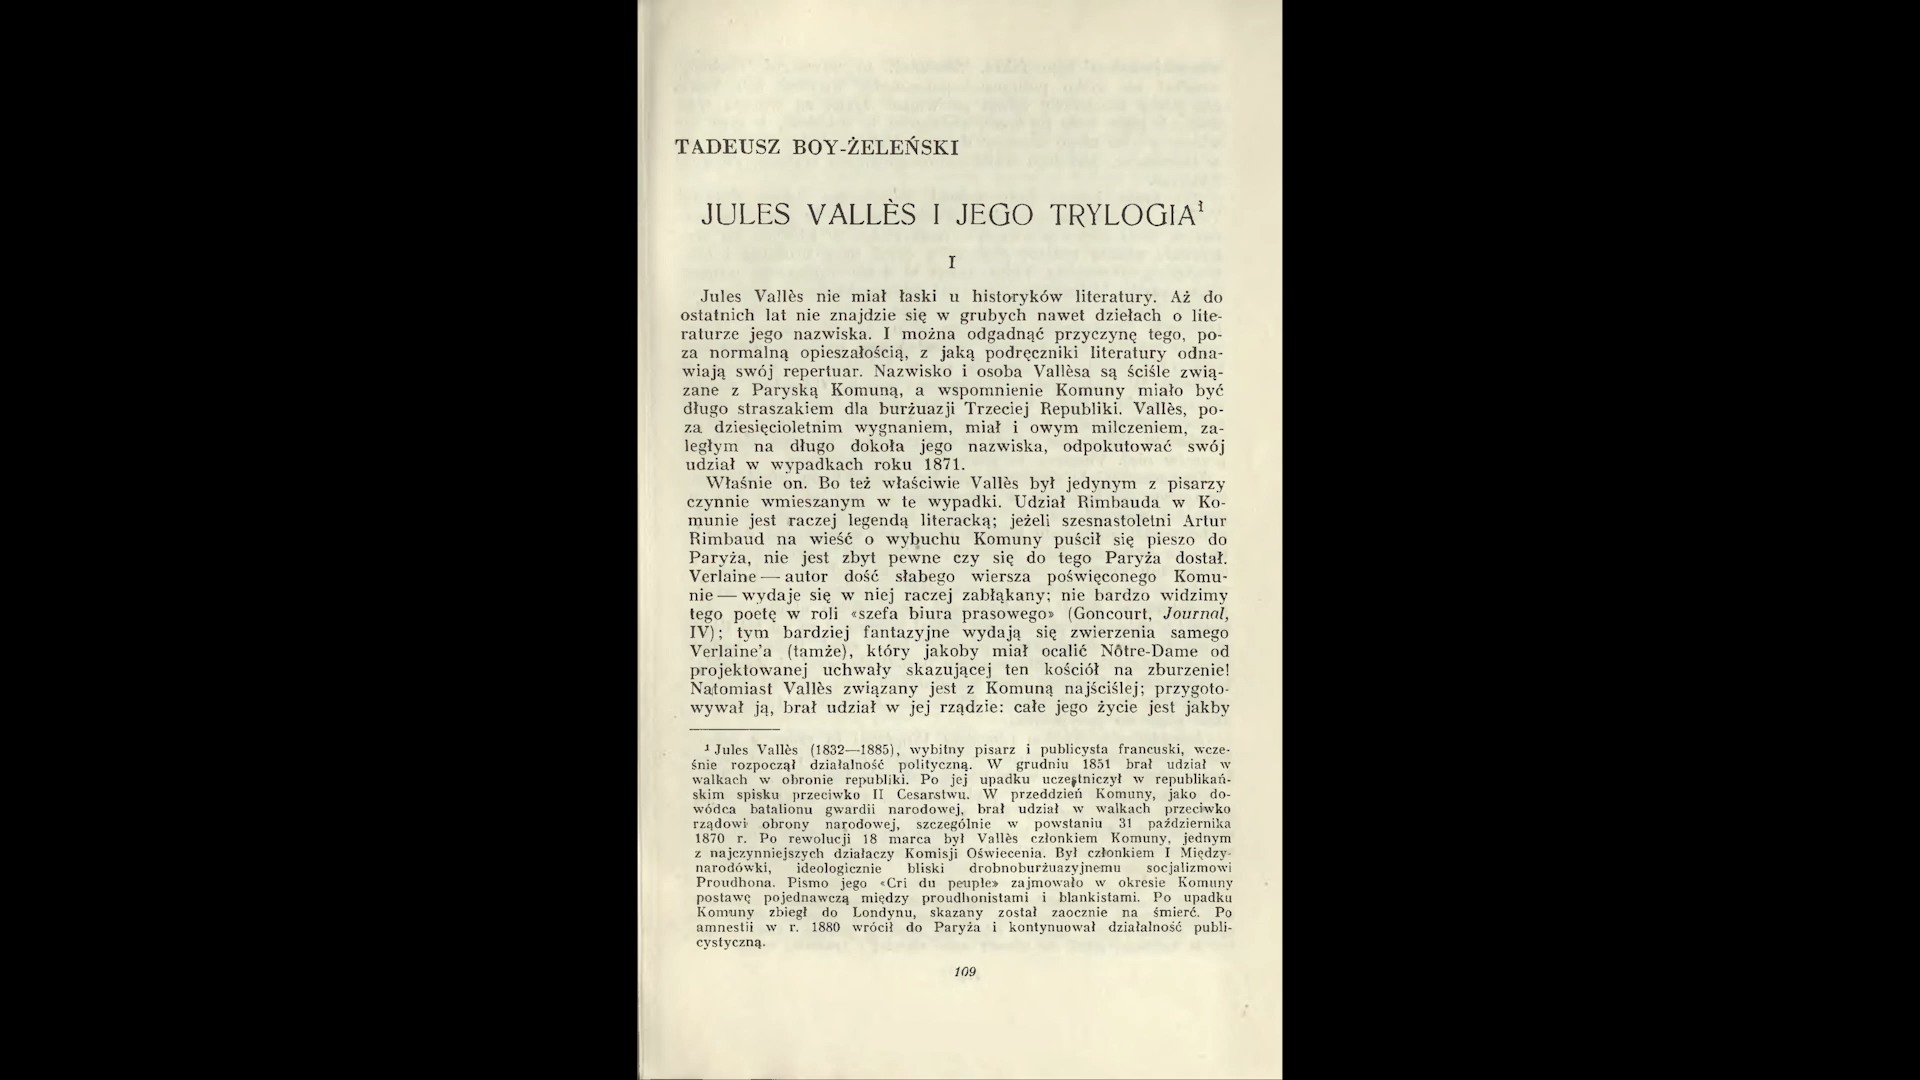 TADEUSZ BOY-ŻELEŃSKI
JULES VALLÈS I JEGO TRYLOGIA¹
I
Jules Vallès nie miał łaski u historyków literatury. Aż do
ostatnich lat nie znajdzie się w grubych nawet dziełach o lite-
raturze jego nazwiska. I można odgadnąć przyczynę tego, po-
za normalną opieszałością, z jaką podręczniki literatury odna-
wiają swój repertuar. Nazwisko i osoba Vallèsa są ściśle zwią-
zane z Paryską Komuną, a wspomnienie Komuny miało być
długo straszakiem dla burżuazji Trzeciej Republiki. Vallès, po-
za dziesięcioletnim wygnaniem, miał i owym milczeniem, za-
ległym na długo dokoła jego nazwiska, odpokutować swój
udział w wypadkach roku 1871.
Właśnie on. Bo też właściwie Vallès był jedynym z pisarzy
czynnie wmieszanym w te wypadki. Udział Rimbauda w Ko-
munie jest raczej legendą literacką; jeżeli szesnastoletni Artur
Rimbaud na wieść o wybuchu Komuny puścił się pieszo do
Paryża, nie jest zbyt pewne czy się do tego Paryża dostał.
Verlaine — autor dość słabego wiersza poświęconego Komu-
nie — wydaje się w niej raczej zabłąkany; nie bardzo widzimy
tego poetę w roli «szefa biura prasowego» (Goncourt, Journal,
IV); tym bardziej fantazyjne wydają się zwierzenia samego
Verlaine'a (tamże), który jakoby miał ocalić Nôtre-Dame od
projektowanej uchwały skazującej ten kościół na zburzenie!
Natomiast Vallès związany jest z Komuną najściślej; przygoto-
wywał ją, brał udział w jej rządzie: całe jego życie jest jakby
¹ Jules Vallès (1832—1885), wybitny pisarz i publicysta francuski, wcze-
śnie rozpoczął działalność polityczną. W grudniu 1851 brał udział w
walkach w obronie republiki. Po jej upadku uczestniczył w republikań-
skim spisku przeciwko II Cesarstwu. W przeddzień Komuny, jako do-
wódca batalionu gwardii narodowej, brał udział w walkach przeciwko
rządowi obrony narodowej, szczególnie w powstaniu 31 października
1870 r. Po rewolucji 18 marca był Vallès członkiem Komuny, jednym
z najczynniejszych działaczy Komisji Oświecenia. Był członkiem I Między-
narodówki, ideologicznie bliski drobnoburżuazyjnemu socjalizmowi
Proudhona. Pismo jego «Cri du peuple» zajmowało w okresie Komuny
postawę pojednawczą między proudhonistami i blankistami. Po upadku
Komuny zbiegł do Londynu, skazany został zaocznie na śmierć. Po
amnestii w r. 1880 wrócił do Paryża i kontynuował działalność publi-
cystyczną.
109